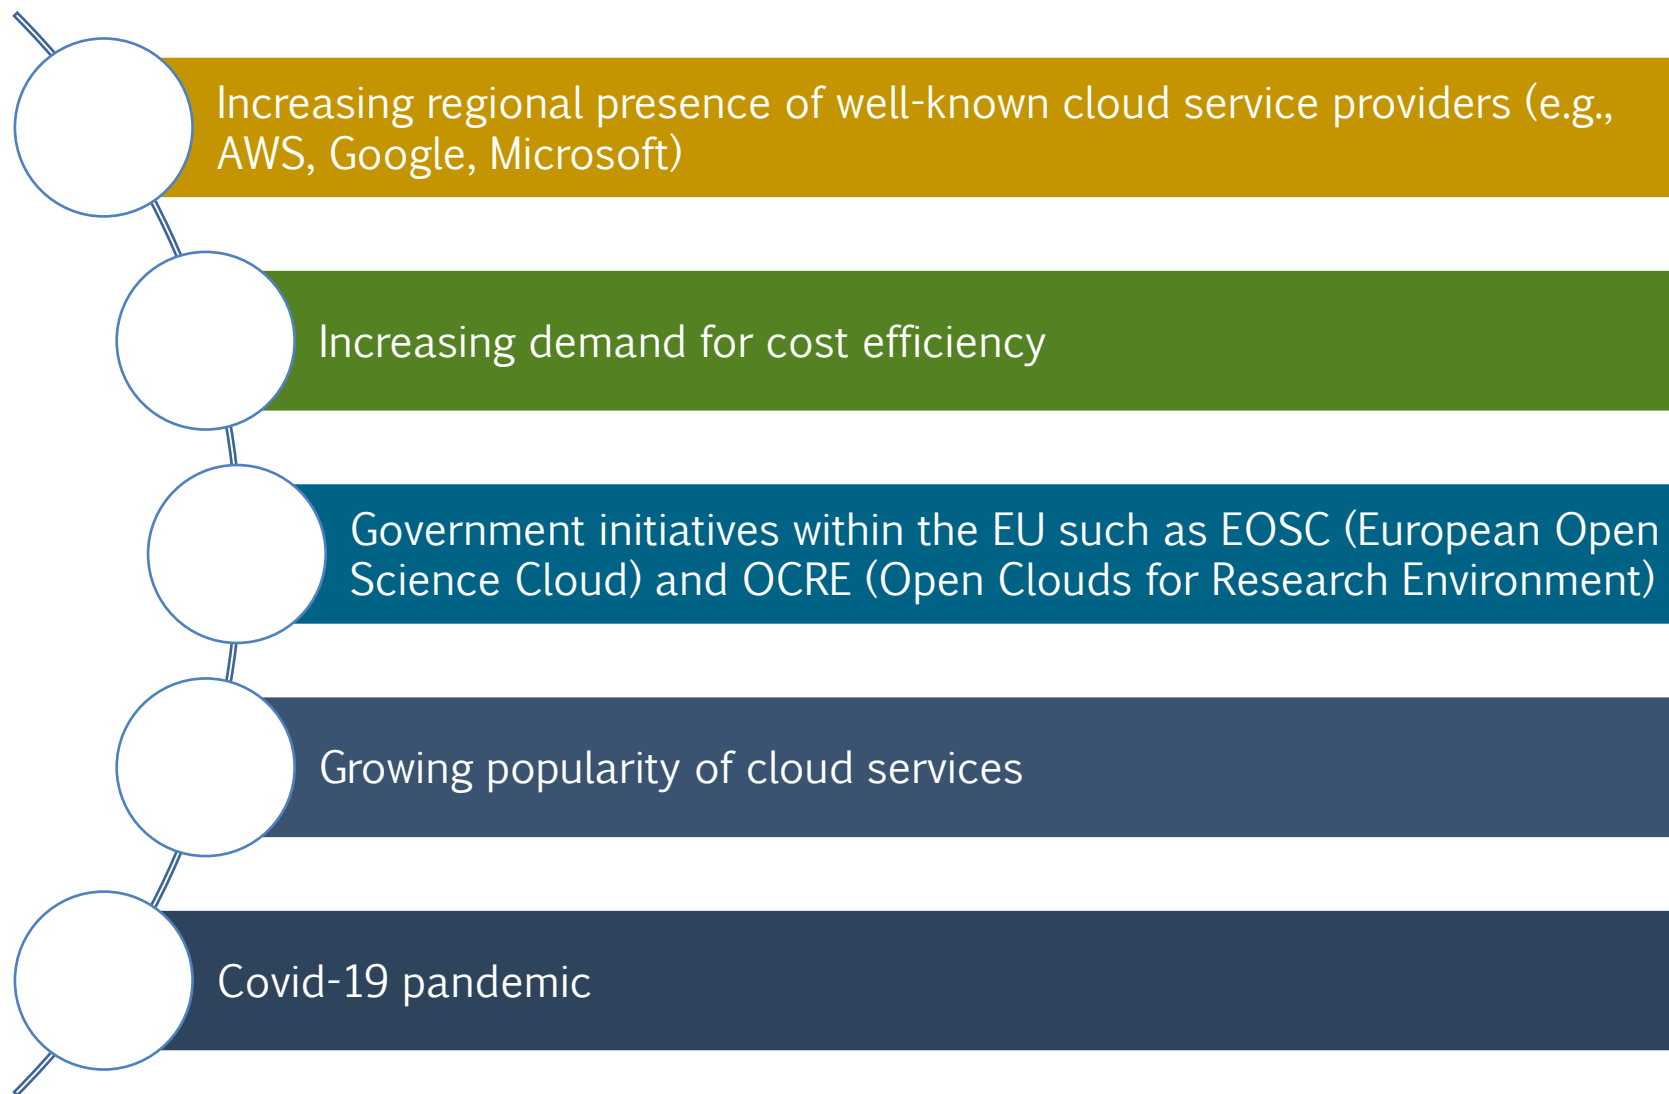 Increasing regional presence of well-known cloud service providers (e.g.,
AWS, Google, Microsoft)
Increasing demand for cost efficiency
Government initiatives within the EU such as EOSC (European Open
Science Cloud) and OCRE (Open Clouds for Research Environment)
Growing popularity of cloud services
Covid-19 pandemic